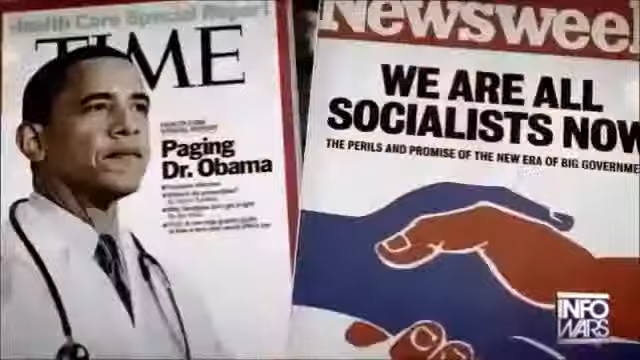 Health Care Special Report
TIME
Paging
Dr. Obama
Newsweek
WE ARE ALL
SOCIALISTS NOW
THE PERILS AND PROMISE OF THE NEW ERA OF BIG GOVERNME
INFO
WARS